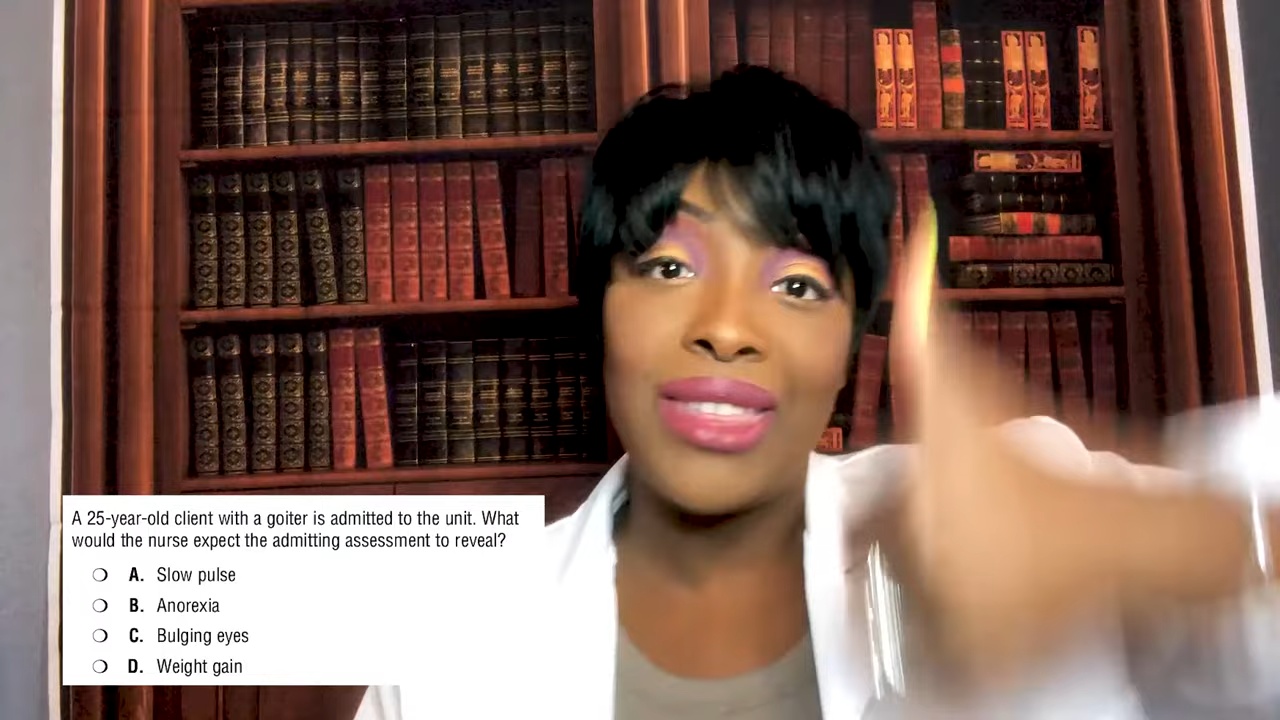 A 25-year-old client with a goiter is admitted to the unit. What
would the nurse expect the admitting assessment to reveal?
A. Slow pulse
B. Anorexia
C. Bulging eyes
D. Weight gain